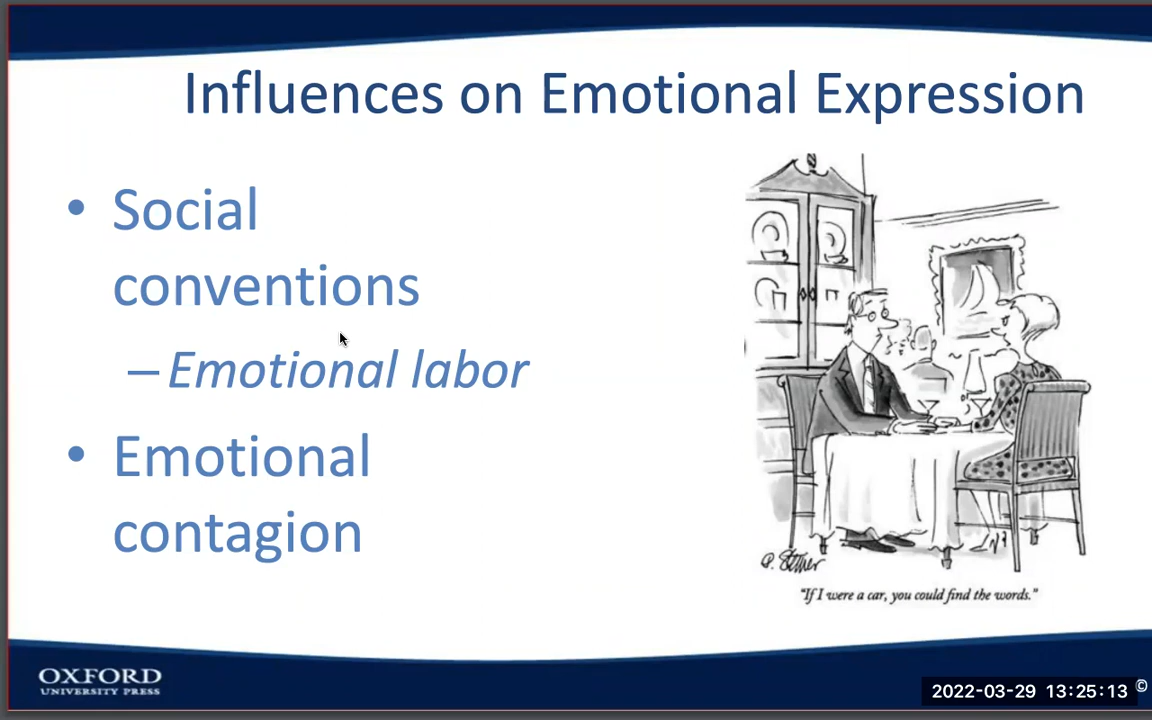 Influences on Emotional Expression
• Social
conventions
– Emotional labor
• Emotional
contagion
P. Steiner
"If I were a car, you could find the words."
OXFORD
UNIVERSITY PRESS
2022-03-29 13:25:13 ©